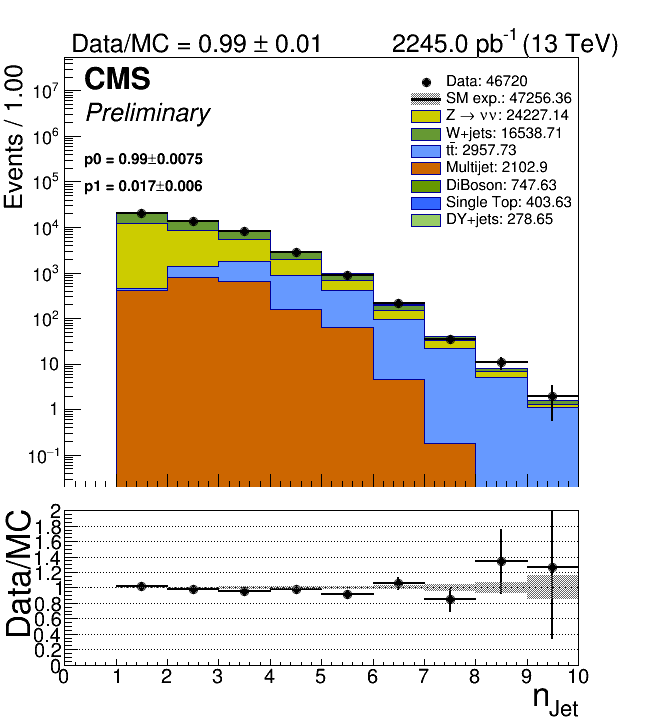 Data/MC = 0.99 ± 0.01 2245.0 pb⁻¹ (13 TeV)
CMS
Preliminary
p0 = 0.99±0.0075
p1 = 0.017±0.006
Data: 46720
SM exp.: 47256.36
Z → νν: 24227.14
W+jets: 16538.71
tt̄: 2957.73
Multijet: 2102.9
DiBoson: 747.63
Single Top: 403.63
DY+jets: 278.65
Events / 1.00
10⁷
10⁶
10⁵
10⁴
10³
10²
10
1
10⁻¹
Data/MC
2
1.8
1.6
1.4
1.2
1
0.8
0.6
0.4
0.2
0
0 1 2 3 4 5 6 7 8 9 10
n_Jet